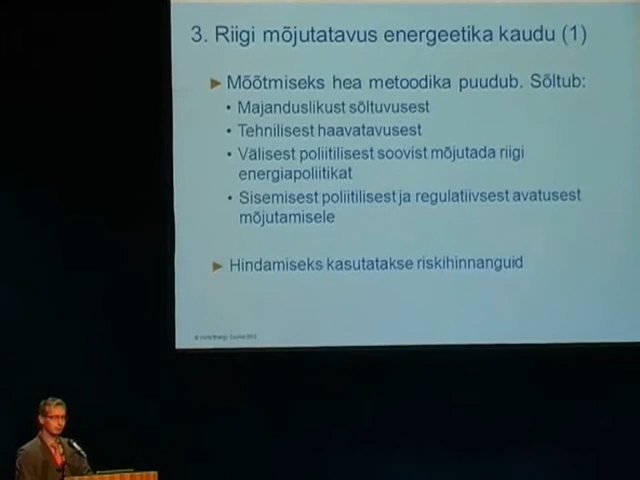 3. Riigi mõjutatavus energeetika kaudu (1)
► Mõõtmiseks hea metoodika puudub. Sõltub:
• Majanduslikust sõltuvusest
• Tehnilisest haavatavusest
• Välisest poliitilisest soovist mõjutada riigi
energiapoliitikat
• Sisemisest poliitilisest ja regulatiivsest avatusest
mõjutamisele
► Hindamiseks kasutatakse riskihinnanguid